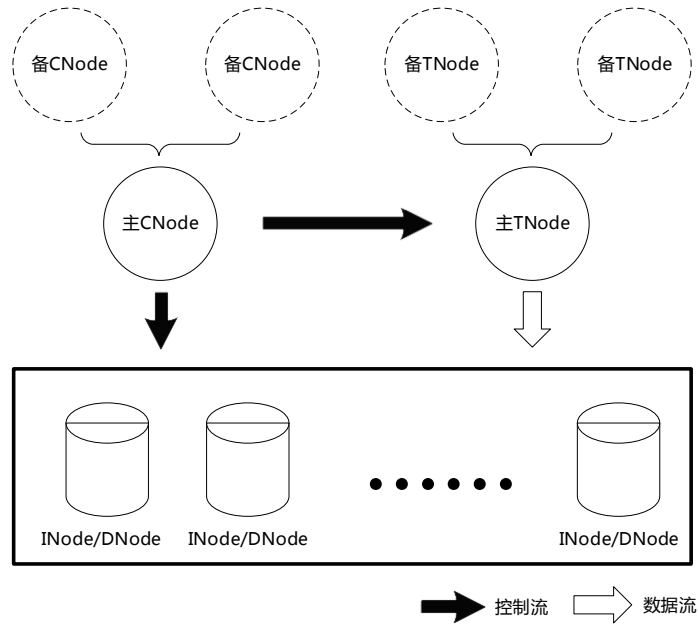 备CNode
备CNode
备TNode
备TNode
主CNode
主TNode
INode/DNode
INode/DNode
INode/DNode
控制流
数据流